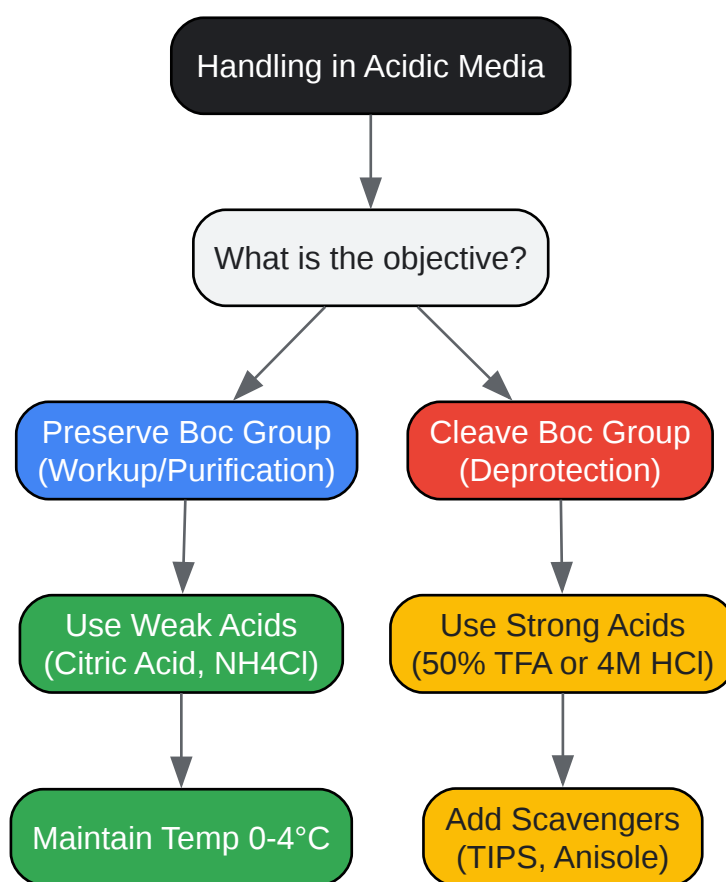 Handling in Acidic Media
What is the objective?
Preserve Boc Group
(Workup/Purification)
Cleave Boc Group
(Deprotection)
Use Weak Acids
(Citric Acid, NH4Cl)
Use Strong Acids
(50% TFA or 4M HCl)
Maintain Temp 0-4°C
Add Scavengers
(TIPS, Anisole)